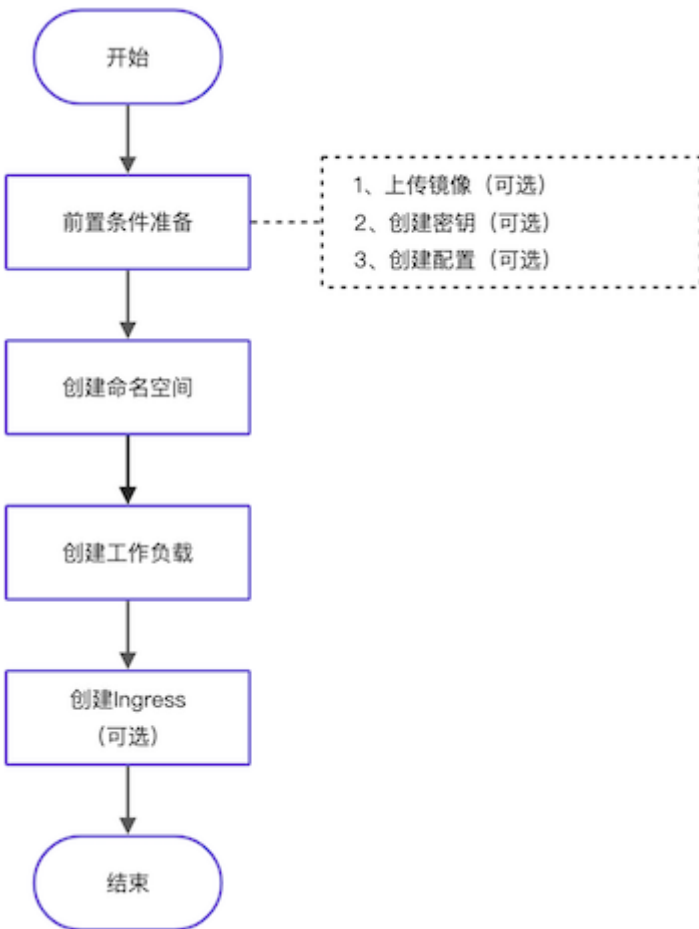 开始
前置条件准备
1、上传镜像（可选）
2、创建密钥（可选）
3、创建配置（可选）
创建命名空间
创建工作负载
创建Ingress
（可选）
结束